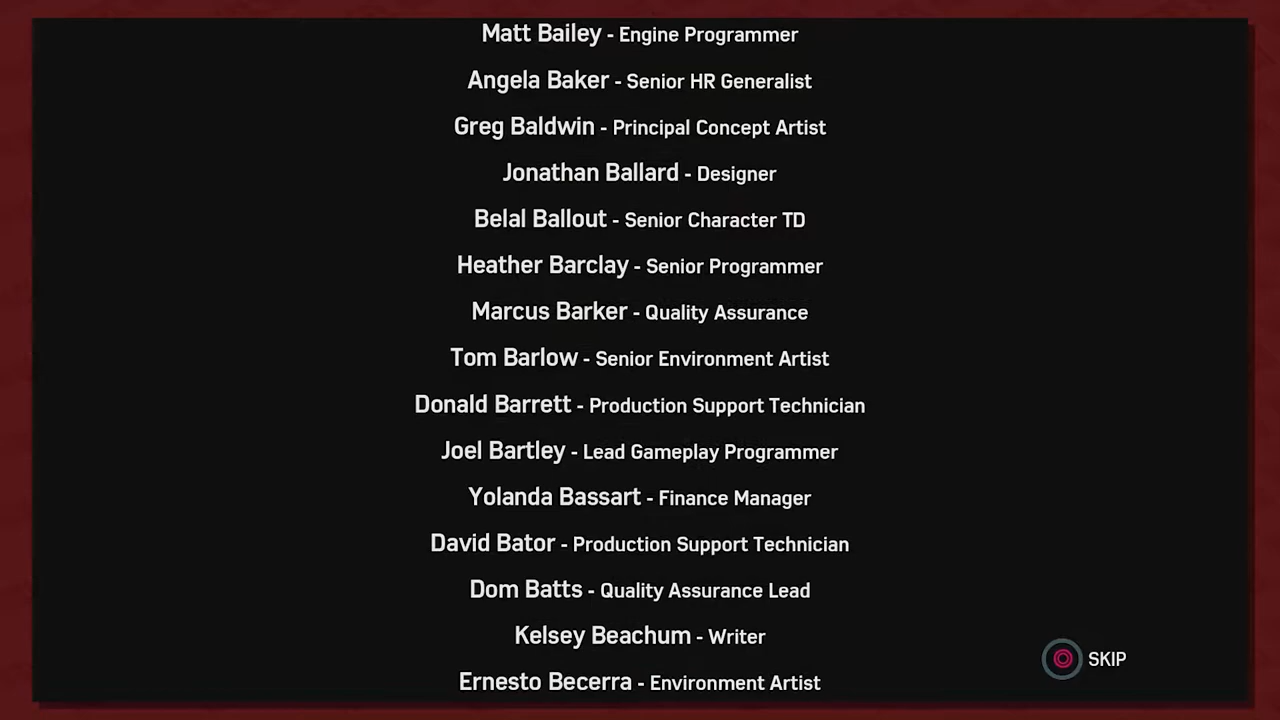 Matt Bailey - Engine Programmer
Angela Baker - Senior HR Generalist
Greg Baldwin - Principal Concept Artist
Jonathan Ballard - Designer
Belal Ballout - Senior Character TD
Heather Barclay - Senior Programmer
Marcus Barker - Quality Assurance
Tom Barlow - Senior Environment Artist
Donald Barrett - Production Support Technician
Joel Bartley - Lead Gameplay Programmer
Yolanda Bassart - Finance Manager
David Bator - Production Support Technician
Dom Batts - Quality Assurance Lead
Kelsey Beachum - Writer
SKIP
Ernesto Becerra - Environment Artist